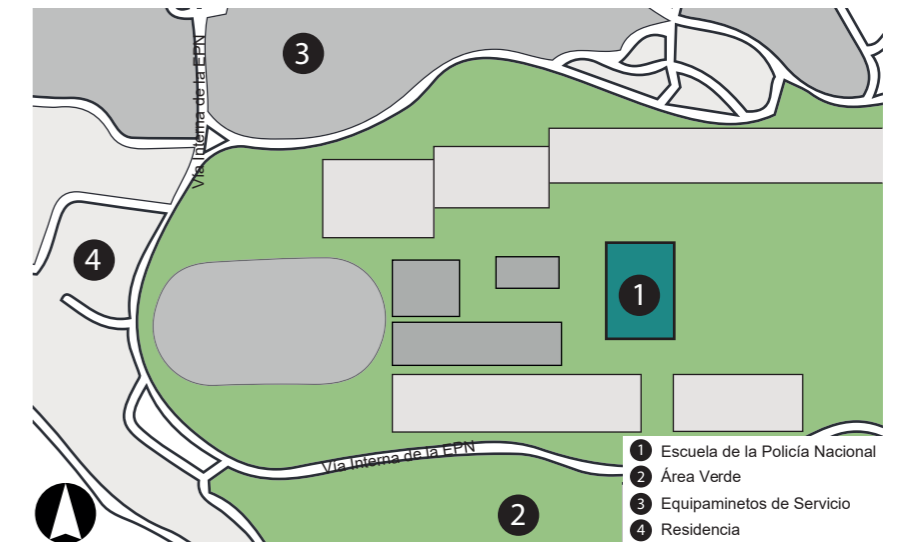 3
Vía Interna de la EPN
4
1
Vía Interna de la EPN
2
1 Escuela de la Policía Nacional
2 Área Verde
3 Equipaminetos de Servicio
4 Residencia